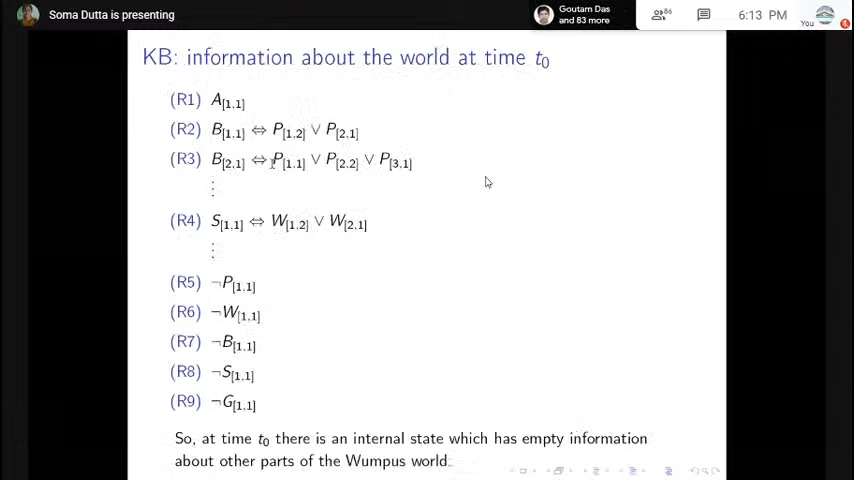 Soma Dutta is presenting
Goutam Das
and 83 more
86
6:13 PM
You
KB: information about the world at time t₀
(R1) A[1,1]
(R2) B[1,1] ⇔ P[1,2] ∨ P[2,1]
(R3) B[2,1] ⇔ P[1,1] ∨ P[2.2] ∨ P[3,1]
⋮
(R4) S[1,1] ⇔ W[1,2] ∨ W[2,1]
⋮
(R5) ¬P[1,1]
(R6) ¬W[1,1]
(R7) ¬B[1,1]
(R8) ¬S[1,1]
(R9) ¬G[1,1]
So, at time t₀ there is an internal state which has empty information
about other parts of the Wumpus world.